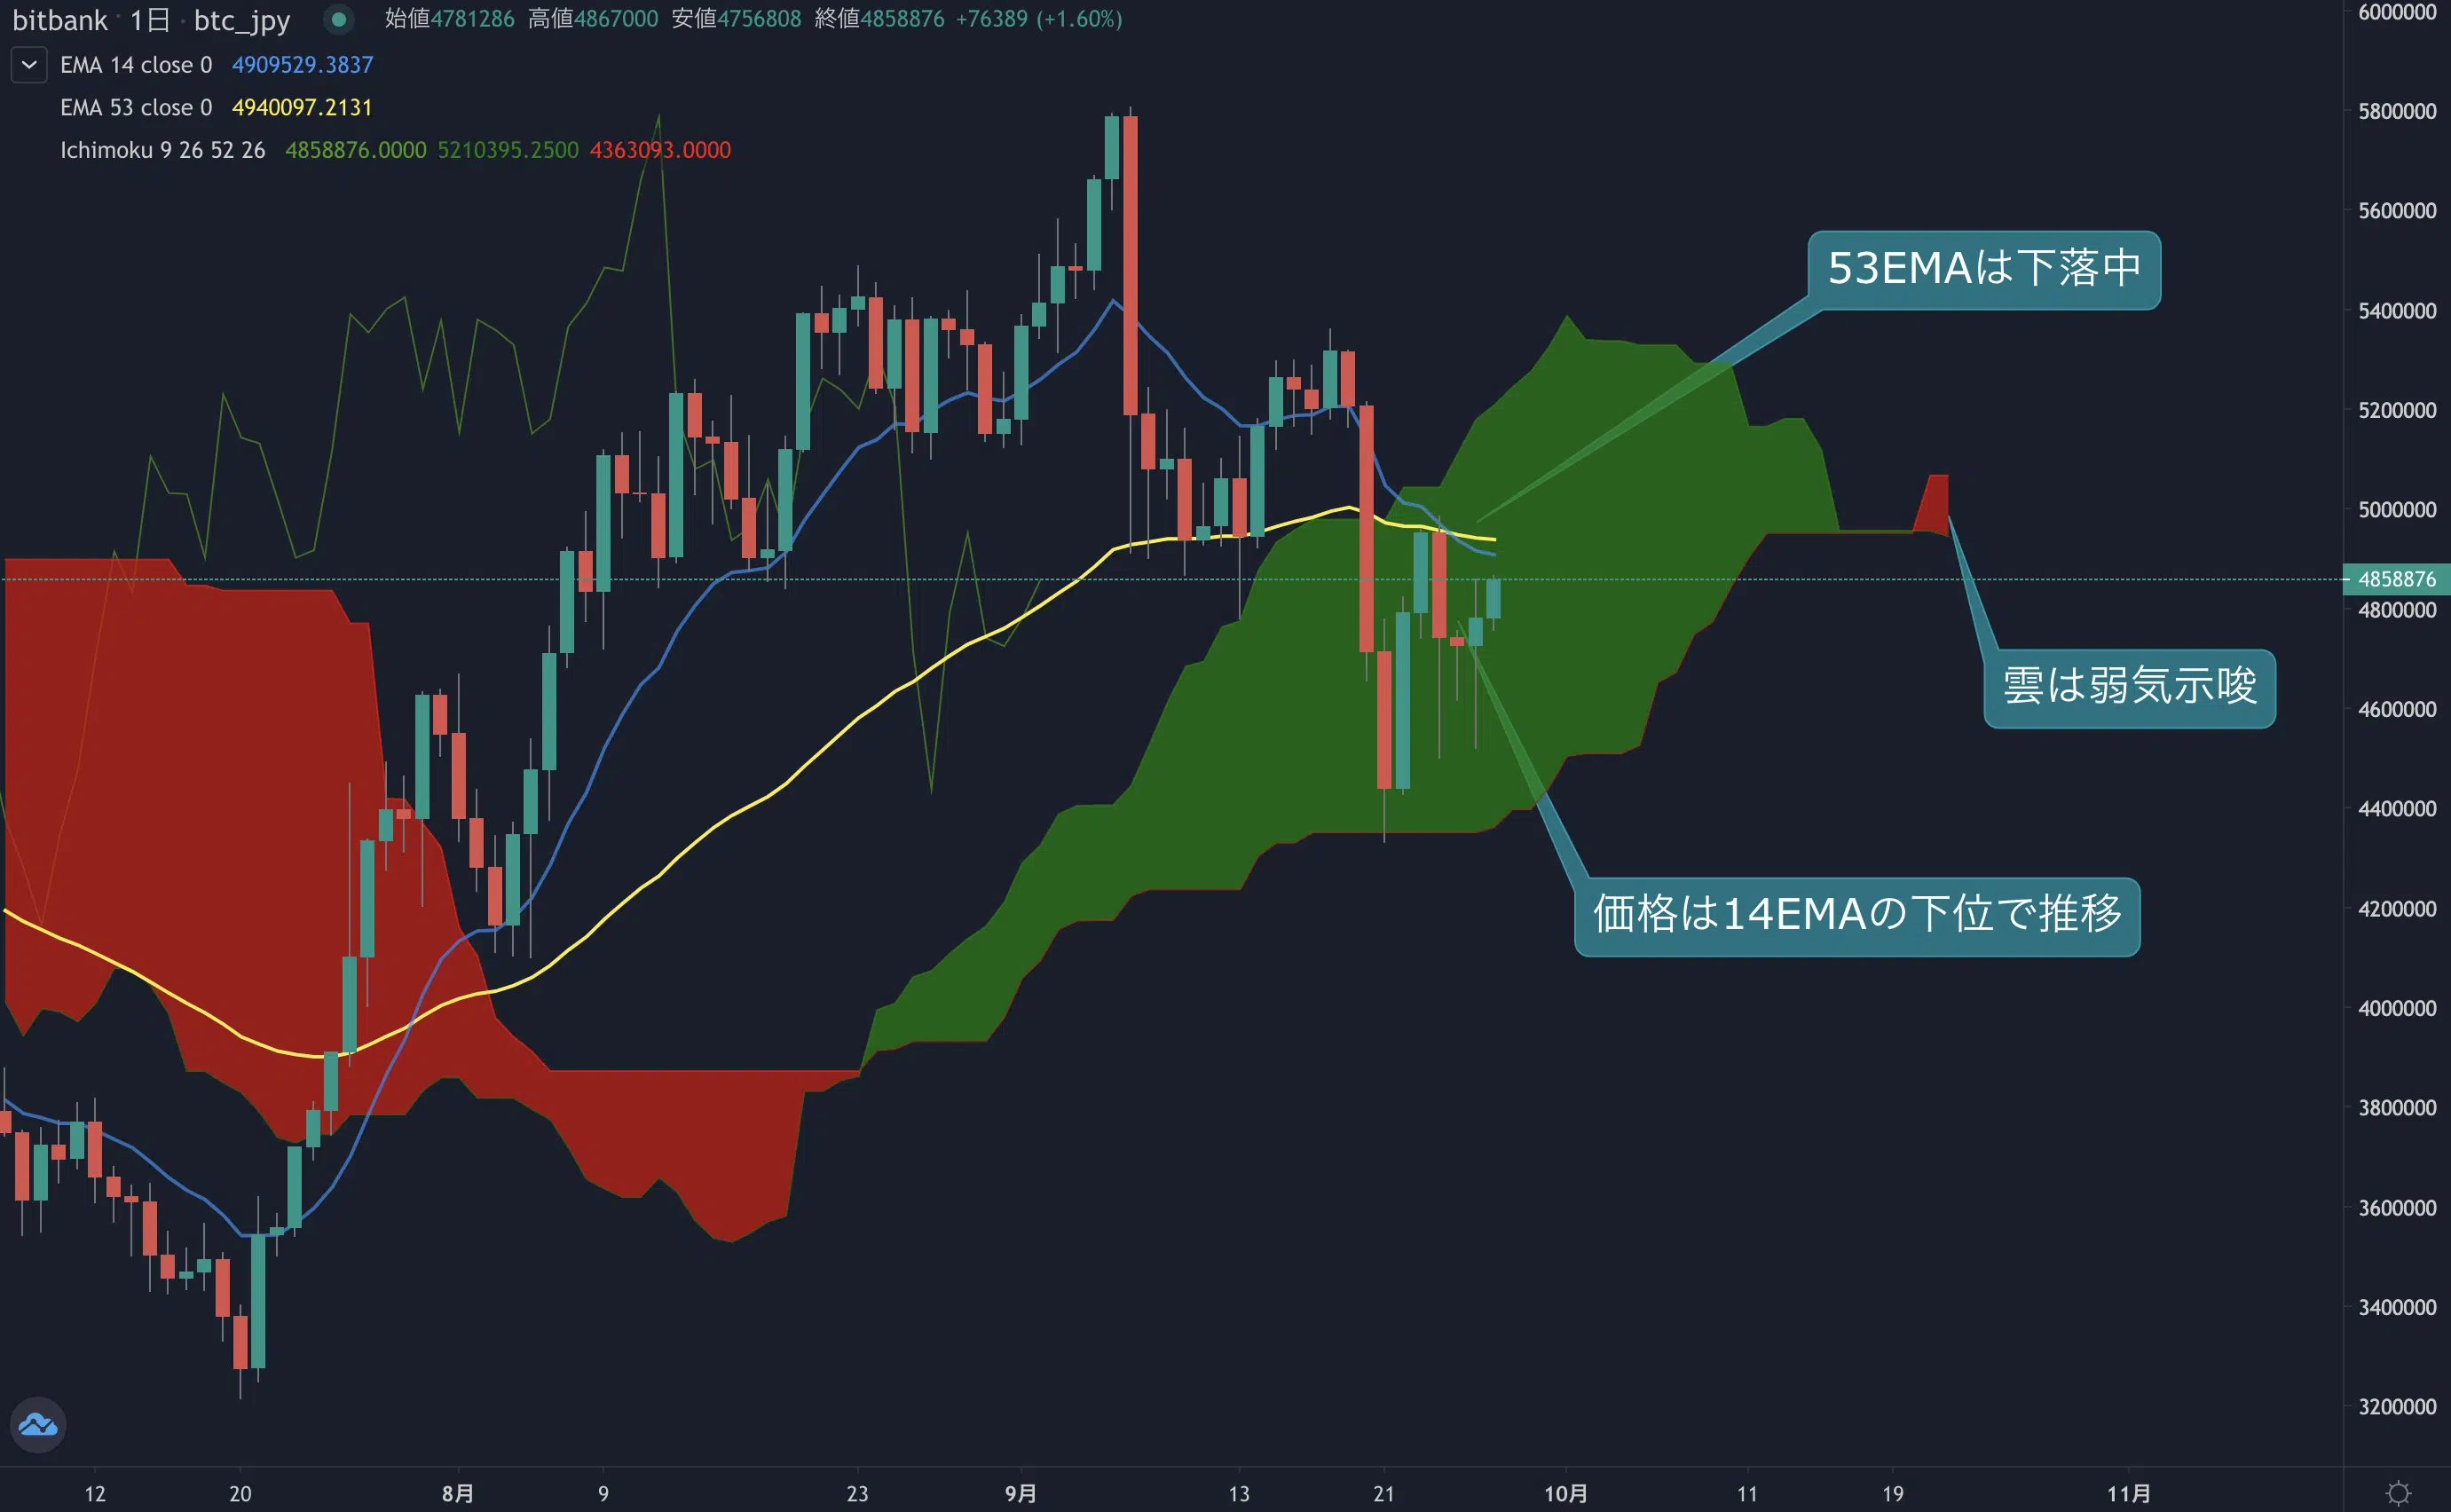 bitbank · 1日 · btc_jpy 始値4781286 高値4867000 安値4756808 終値4858876 +76389 (+1.60%)
EMA 14 close 0 4909529.3837
EMA 53 close 0 4940097.2131
Ichimoku 9 26 52 26 4858876.0000 5210395.2500 4363093.0000
53EMAは下落中
雲は弱気示唆
価格は14EMAの下位で推移
6000000
5800000
5600000
5400000
5200000
5000000
4858876
4800000
4600000
4400000
4200000
4000000
3800000
3600000
3400000
3200000
12 20 8月 9 23 9月 13 21 10月 11 19 11月